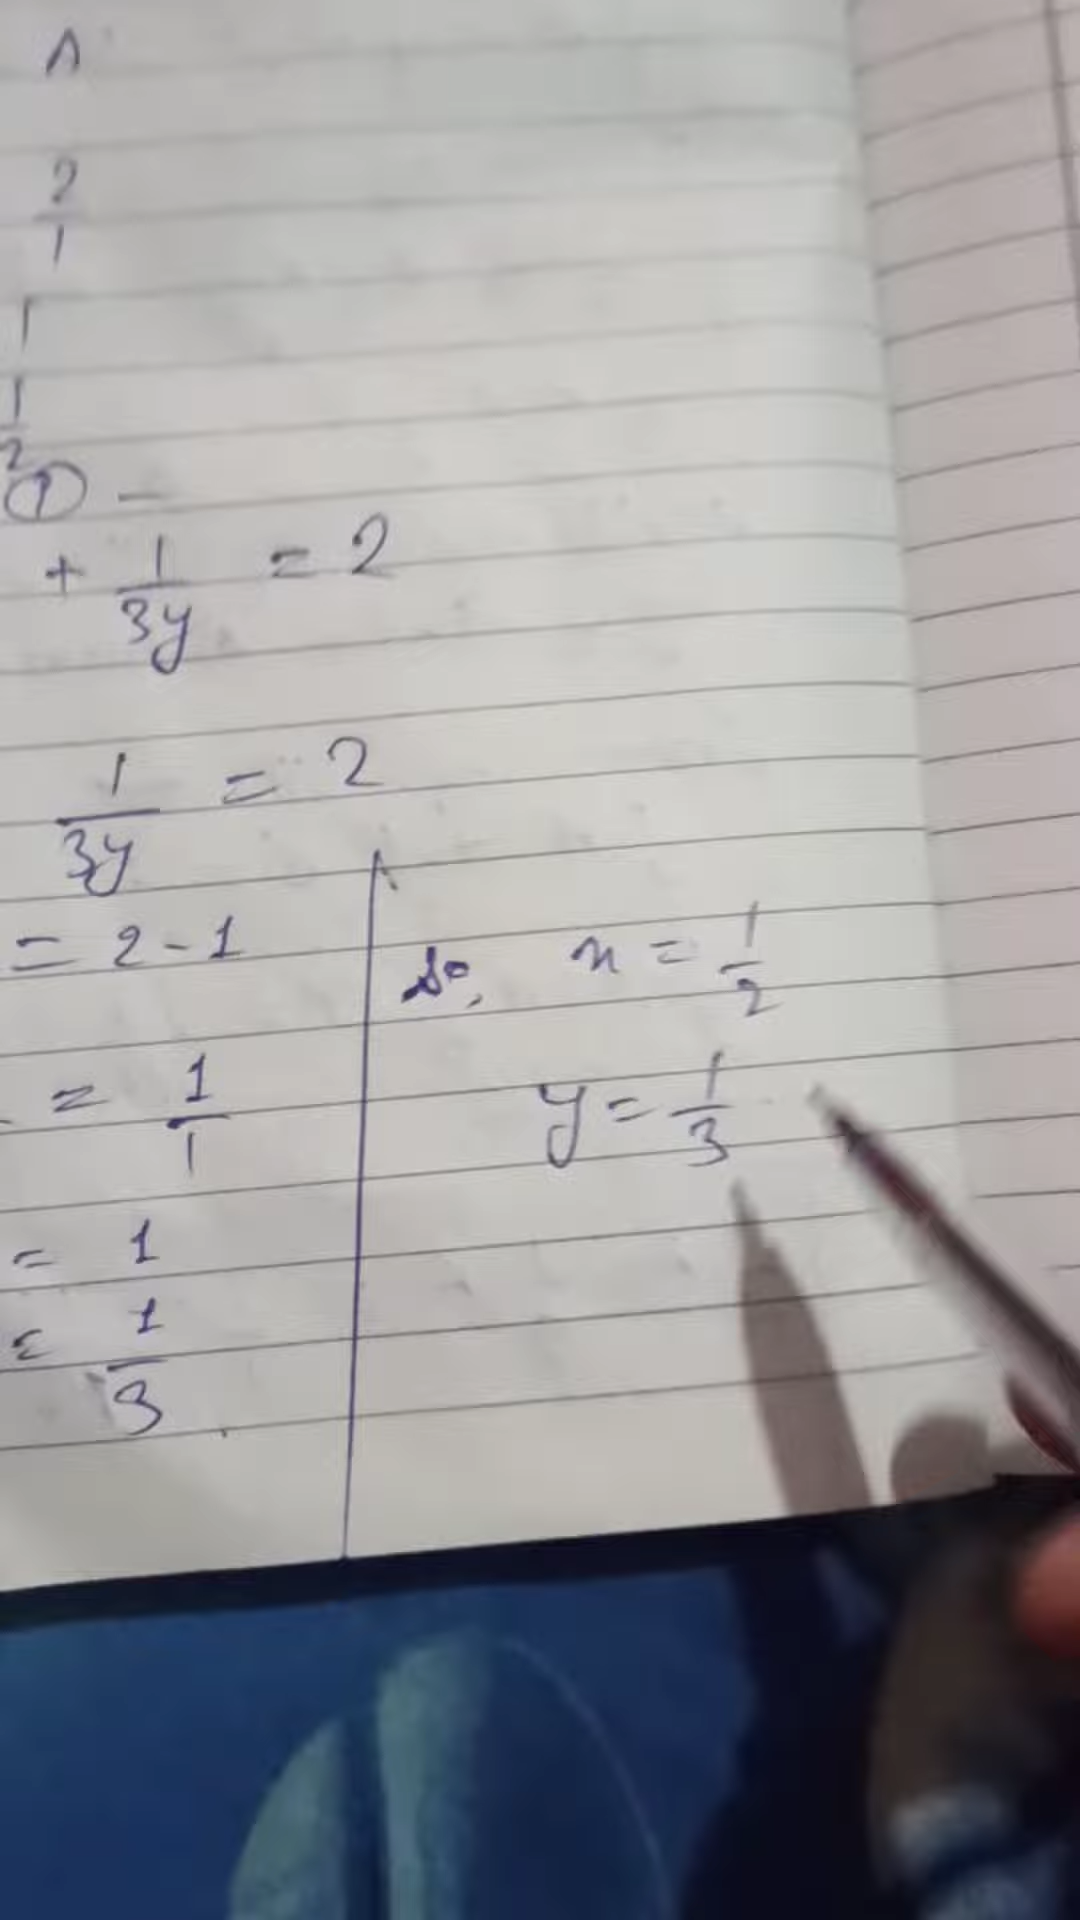 2/1
1
1/2
① -
+ 1/3y = 2
1/3y = 2
= 2 - 1
= 1/1
= 1
= 1/3
So, x = 1/2
y = 1/3